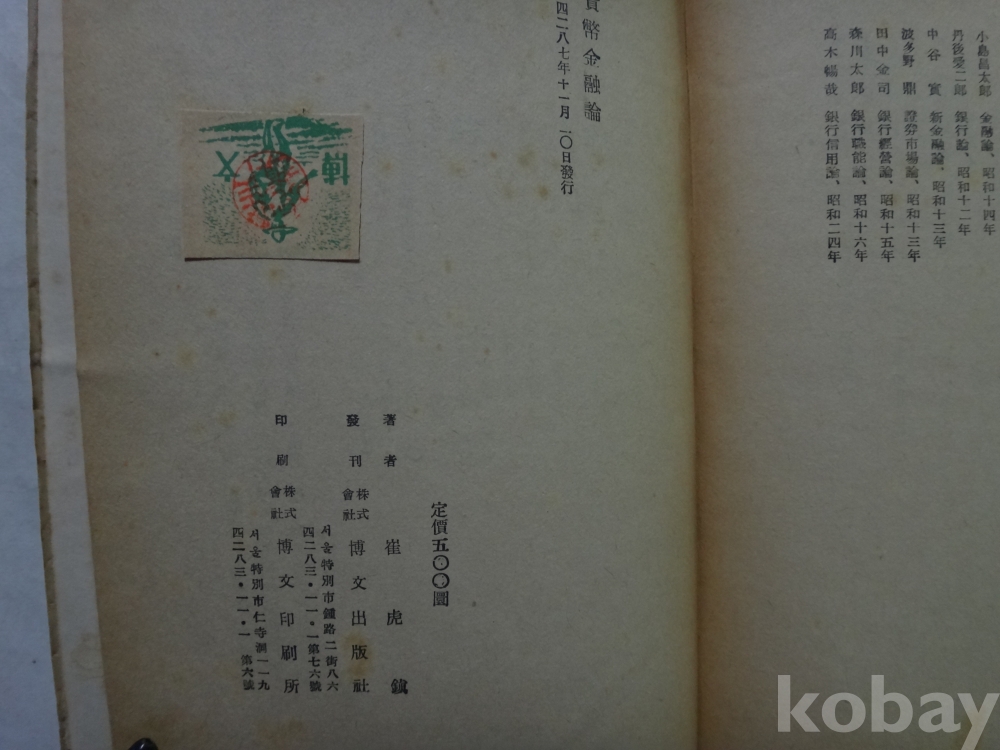 小島昌太郎 金融論、昭和十四年
丹後愛二郎 銀行論、昭和十二年
中谷實 新金融論、昭和十三年
波多野鼎 證券市場論、昭和十三年
田中金司 銀行經營論、昭和十五年
森川太郎 銀行職能論、昭和十六年
高木暢哉 銀行信用論、昭和二四年
貨幣金融論
四二八七年十一月一〇日發行
博文
定價五〇〇圜
著者 崔虎鎭
發刊 株式會社 博文出版社
서울特別市鍾路二街八六
四二八三・一一・一第七六號
印刷 株式會社 博文印刷所
서울特別市仁寺洞一一九
四二八三・一一・一 第六號
kobay